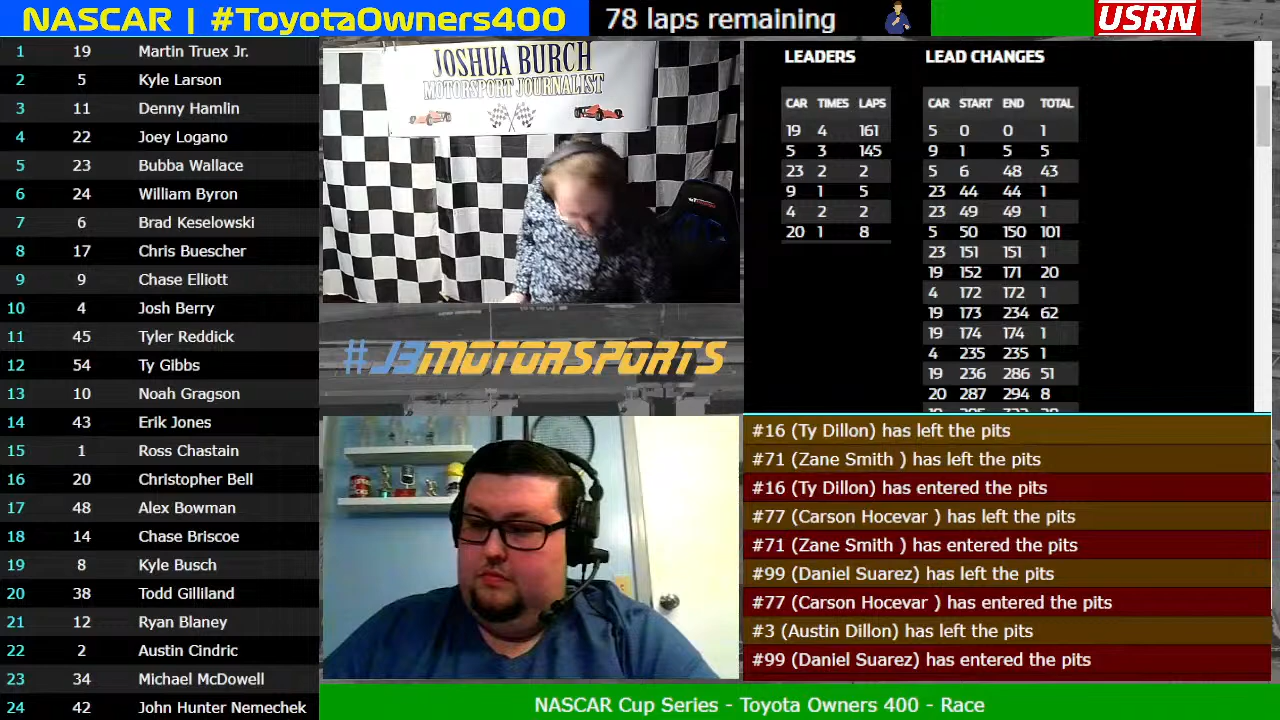 NASCAR | #ToyotaOwners400
78 laps remaining
USRN
1 19 Martin Truex Jr.
2 5 Kyle Larson
3 11 Denny Hamlin
4 22 Joey Logano
5 23 Bubba Wallace
6 24 William Byron
7 6 Brad Keselowski
8 17 Chris Buescher
9 9 Chase Elliott
10 4 Josh Berry
11 45 Tyler Reddick
12 54 Ty Gibbs
13 10 Noah Gragson
14 43 Erik Jones
15 1 Ross Chastain
16 20 Christopher Bell
17 48 Alex Bowman
18 14 Chase Briscoe
19 8 Kyle Busch
20 38 Todd Gilliland
21 12 Ryan Blaney
22 2 Austin Cindric
23 34 Michael McDowell
24 42 John Hunter Nemechek
JOSHUA BURCH
MOTORSPORT JOURNALIST
#JBMOTORSPORTS
LEADERS
CAR TIMES LAPS
19 4 161
5 3 145
23 2 2
9 1 5
4 2 2
20 1 8
LEAD CHANGES
CAR START END TOTAL
5 0 0 1
9 1 5 5
5 6 48 43
23 44 44 1
23 49 49 1
5 50 150 101
23 151 151 1
19 152 171 20
4 172 172 1
19 173 234 62
19 174 174 1
4 235 235 1
19 236 286 51
20 287 294 8
#16 (Ty Dillon) has left the pits
#71 (Zane Smith ) has left the pits
#16 (Ty Dillon) has entered the pits
#77 (Carson Hocevar ) has left the pits
#71 (Zane Smith ) has entered the pits
#99 (Daniel Suarez) has left the pits
#77 (Carson Hocevar ) has entered the pits
#3 (Austin Dillon) has left the pits
#99 (Daniel Suarez) has entered the pits
NASCAR Cup Series - Toyota Owners 400 - Race